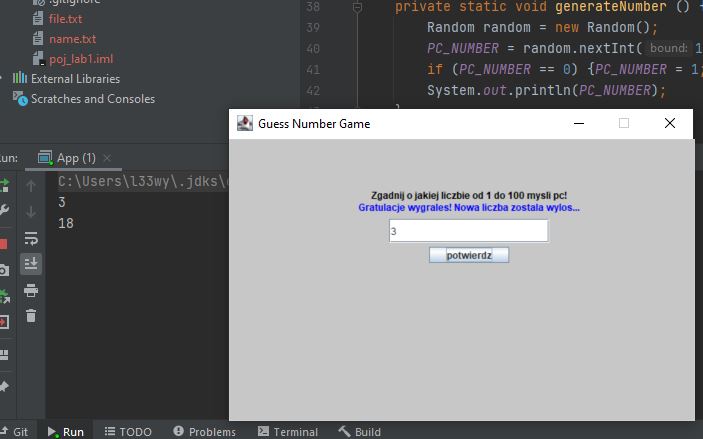 .gitignore
file.txt
name.txt
poj_lab1.iml
External Libraries
Scratches and Consoles
38 private static void generateNumber () {
39 Random random = new Random();
40 PC_NUMBER = random.nextInt( bound: 1
41 if (PC_NUMBER == 0) {PC_NUMBER = 1;
42 System.out.println(PC_NUMBER);
}
Run: App (1)
C:\Users\l33wy\.jdks\
3
18
Guess Number Game
Zgadnij o jakiej liczbie od 1 do 100 mysli pc!
Gratulacje wygrales! Nowa liczba zostala wylos...
3
potwierdz
Git Run TODO Problems Terminal Build